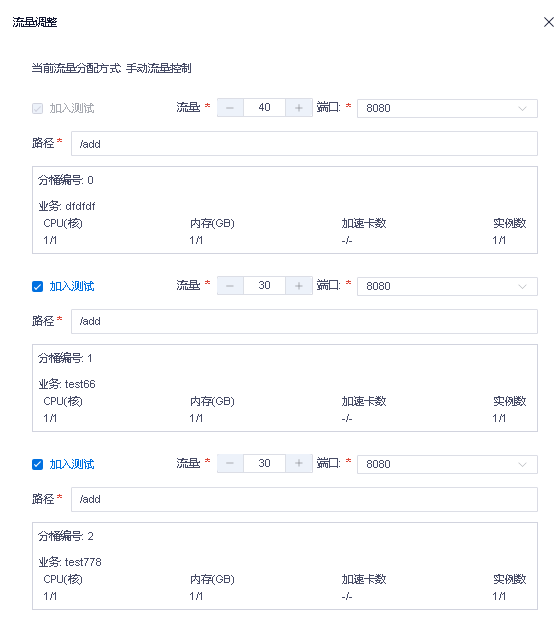 流量调整
当前流量分配方式: 手动流量控制
加入测试 流量: * 40 端口: * 8080
路径 * /add
分桶编号: 0
业务: dfdfdf
CPU(核) 内存(GB) 加速卡数 实例数
1/1 1/1 -/- 1/1
加入测试 流量: * 30 端口: * 8080
路径 * /add
分桶编号: 1
业务: test66
CPU(核) 内存(GB) 加速卡数 实例数
1/1 1/1 -/- 1/1
加入测试 流量: * 30 端口: * 8080
路径 * /add
分桶编号: 2
业务: test778
CPU(核) 内存(GB) 加速卡数 实例数
1/1 1/1 -/- 1/1